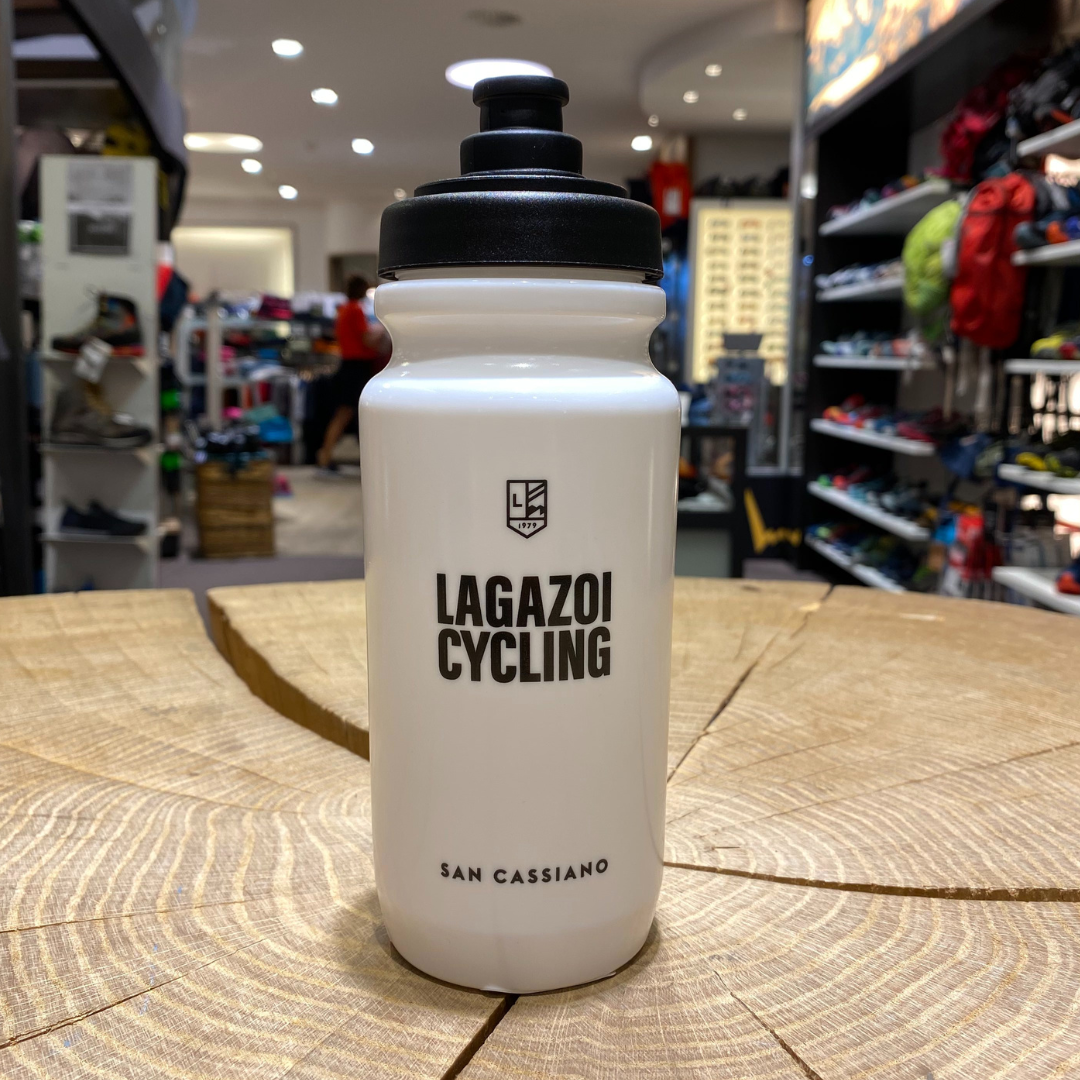 L
1979
LAGAZOI
CYCLING
SAN CASSIANO